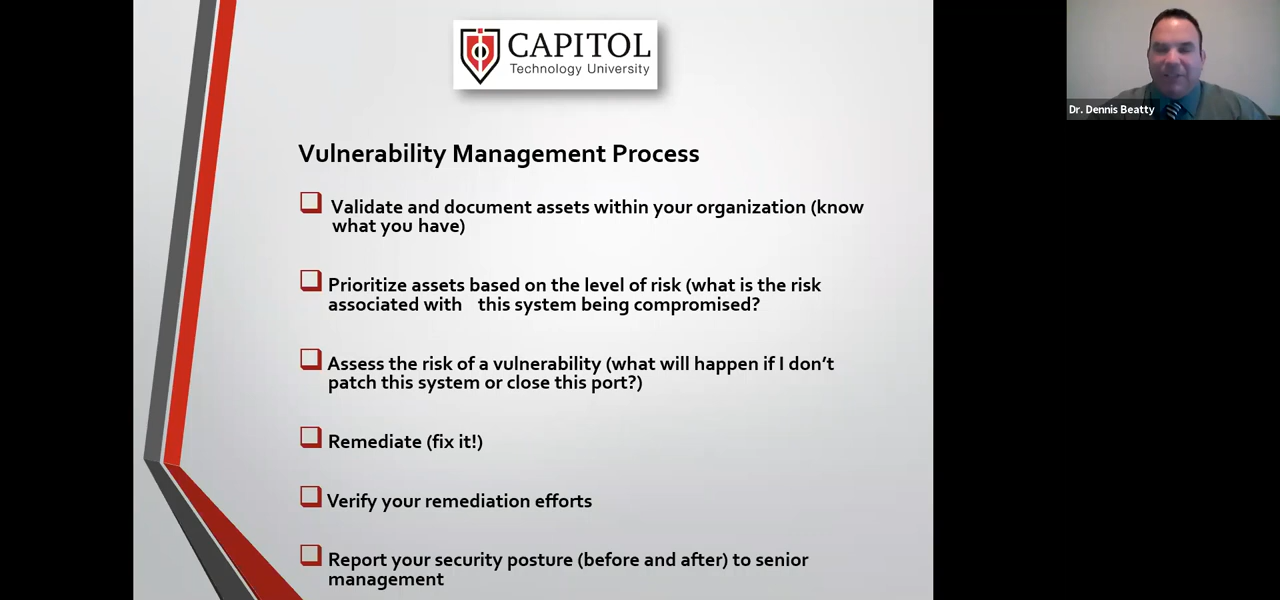 CAPITOL
Technology University
Dr. Dennis Beatty
Vulnerability Management Process
Validate and document assets within your organization (know
what you have)
Prioritize assets based on the level of risk (what is the risk
associated with this system being compromised?
Assess the risk of a vulnerability (what will happen if I don’t
patch this system or close this port?)
Remediate (fix it!)
Verify your remediation efforts
Report your security posture (before and after) to senior
management